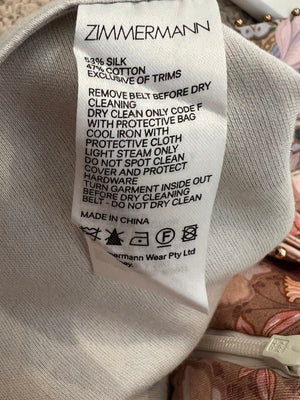 ZIMMERMANN
53% SILK
47% COTTON
EXCLUSIVE OF TRIMS
REMOVE BELT BEFORE DRY
CLEANING
DRY CLEAN ONLY CODE F
WITH PROTECTIVE BAG
COOL IRON WITH
PROTECTIVE CLOTH
LIGHT STEAM ONLY
DO NOT SPOT CLEAN
COVER AND PROTECT
HARDWARE
TURN GARMENT INSIDE OUT
BEFORE DRY CLEANING
BELT - DO NOT DRY CLEAN
MADE IN CHINA
F
mermann Wear Pty Ltd